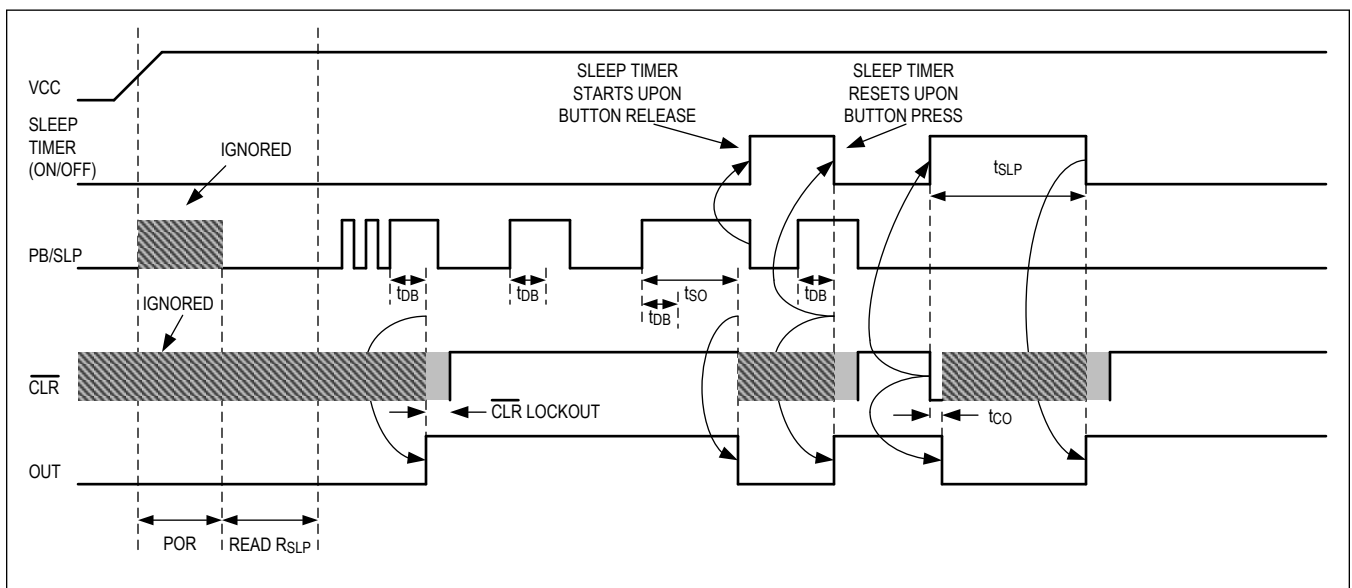 VCC
SLEEP
TIMER
(ON/OFF)
IGNORED
SLEEP TIMER
STARTS UPON
BUTTON RELEASE
SLEEP TIMER
RESETS UPON
BUTTON PRESS
tSLP
PB/SLP
tDB
tDB
tSO
tDB
tDB
IGNORED
CLR
CLR LOCKOUT
tCO
OUT
POR
READ RSLP